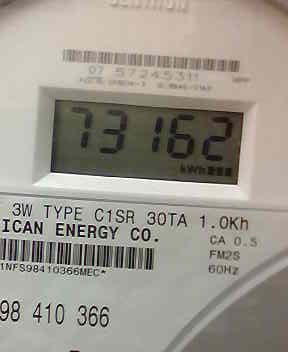 CENTRON
07 57245311
73162
kWh
3W TYPE C1SR 30TA 1.0Kh
ICAN ENERGY CO.
CA 0.5
FM2S
60Hz
1NFS98410366MEC*
98 410 366